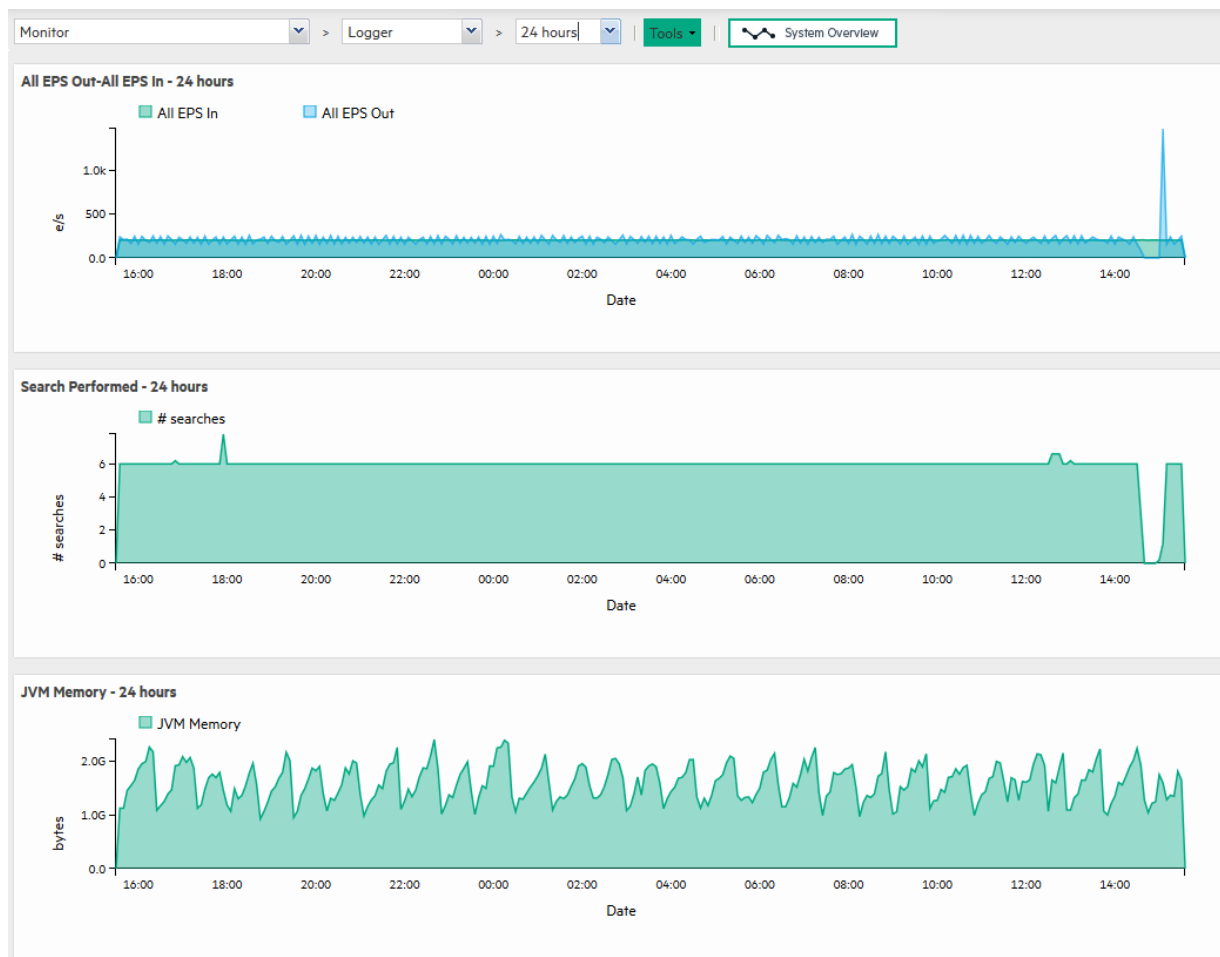 Monitor > Logger > 24 hours Tools System Overview
All EPS Out-All EPS In - 24 hours
All EPS In All EPS Out
1.0k
500
0.0
e/s
16:00 18:00 20:00 22:00 00:00 02:00 04:00 06:00 08:00 10:00 12:00 14:00
Date
Search Performed - 24 hours
# searches
6
4
2
0
# searches
16:00 18:00 20:00 22:00 00:00 02:00 04:00 06:00 08:00 10:00 12:00 14:00
Date
JVM Memory - 24 hours
JVM Memory
2.0G
1.0G
0.0
bytes
16:00 18:00 20:00 22:00 00:00 02:00 04:00 06:00 08:00 10:00 12:00 14:00
Date